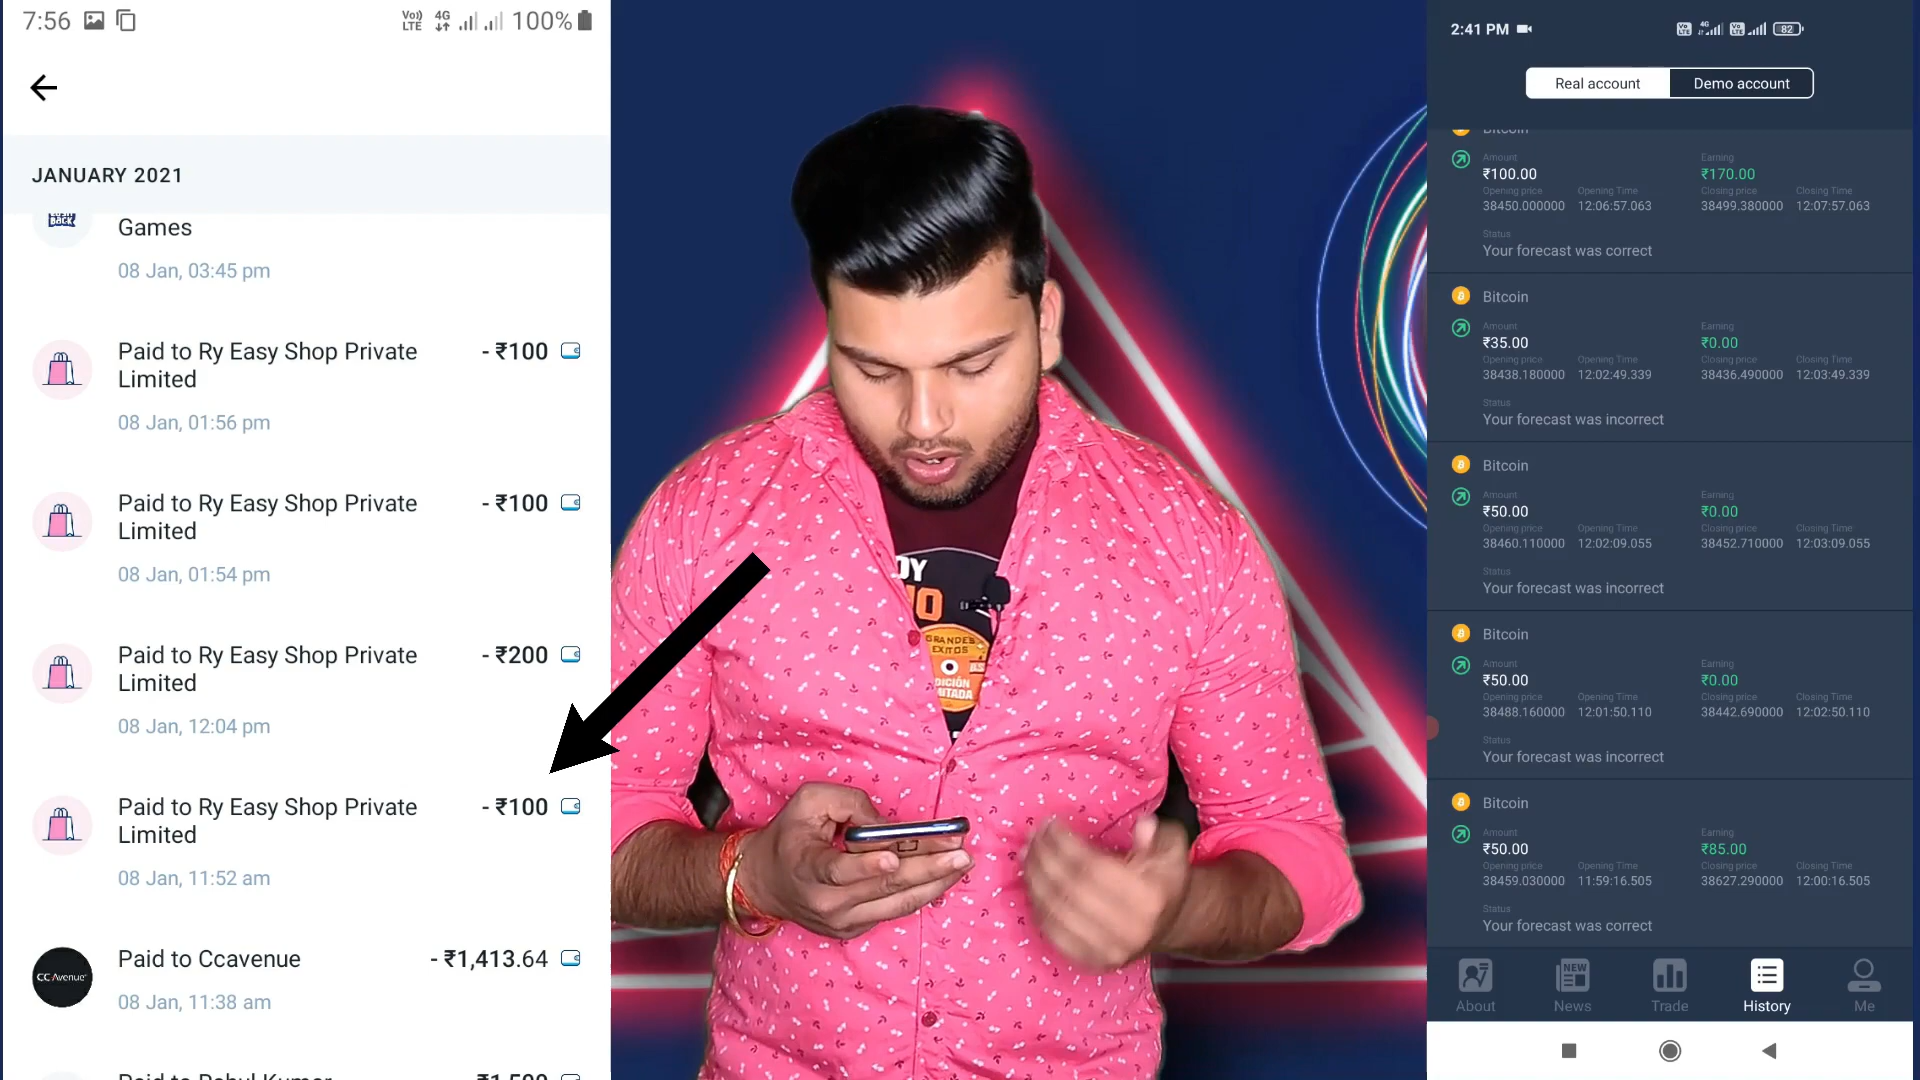 7:56
Vo)) LTE
4G
100%
JANUARY 2021
Games
08 Jan, 03:45 pm
Paid to Ry Easy Shop Private Limited
- ₹100
08 Jan, 01:56 pm
Paid to Ry Easy Shop Private Limited
- ₹100
08 Jan, 01:54 pm
Paid to Ry Easy Shop Private Limited
- ₹200
08 Jan, 12:04 pm
Paid to Ry Easy Shop Private Limited
- ₹100
08 Jan, 11:52 am
CCAvenue
Paid to Ccavenue
- ₹1,413.64
08 Jan, 11:38 am
GRANDES
EXITOS
2:41 PM
4G
82
Real account
Demo account
Bitcoin
Amount
Earning
₹100.00
₹170.00
Opening price
Opening Time
Closing price
Closing Time
38450.000000
12:06:57.063
38499.380000
12:07:57.063
Status
Your forecast was correct
Bitcoin
Amount
Earning
₹35.00
₹0.00
Opening price
Opening Time
Closing price
Closing Time
38438.180000
12:02:49.339
38436.490000
12:03:49.339
Status
Your forecast was incorrect
Bitcoin
Amount
Earning
₹50.00
₹0.00
Opening price
Opening Time
Closing price
Closing Time
38460.110000
12:02:09.055
38452.710000
12:03:09.055
Status
Your forecast was incorrect
Bitcoin
Amount
Earning
₹50.00
₹0.00
Opening price
Opening Time
Closing price
Closing Time
38488.160000
12:01:50.110
38442.690000
12:02:50.110
Status
Your forecast was incorrect
Bitcoin
Amount
Earning
₹50.00
₹85.00
Opening price
Opening Time
Closing price
Closing Time
38459.030000
11:59:16.505
38627.290000
12:00:16.505
Status
Your forecast was correct
About
NEW
News
Trade
History
Me